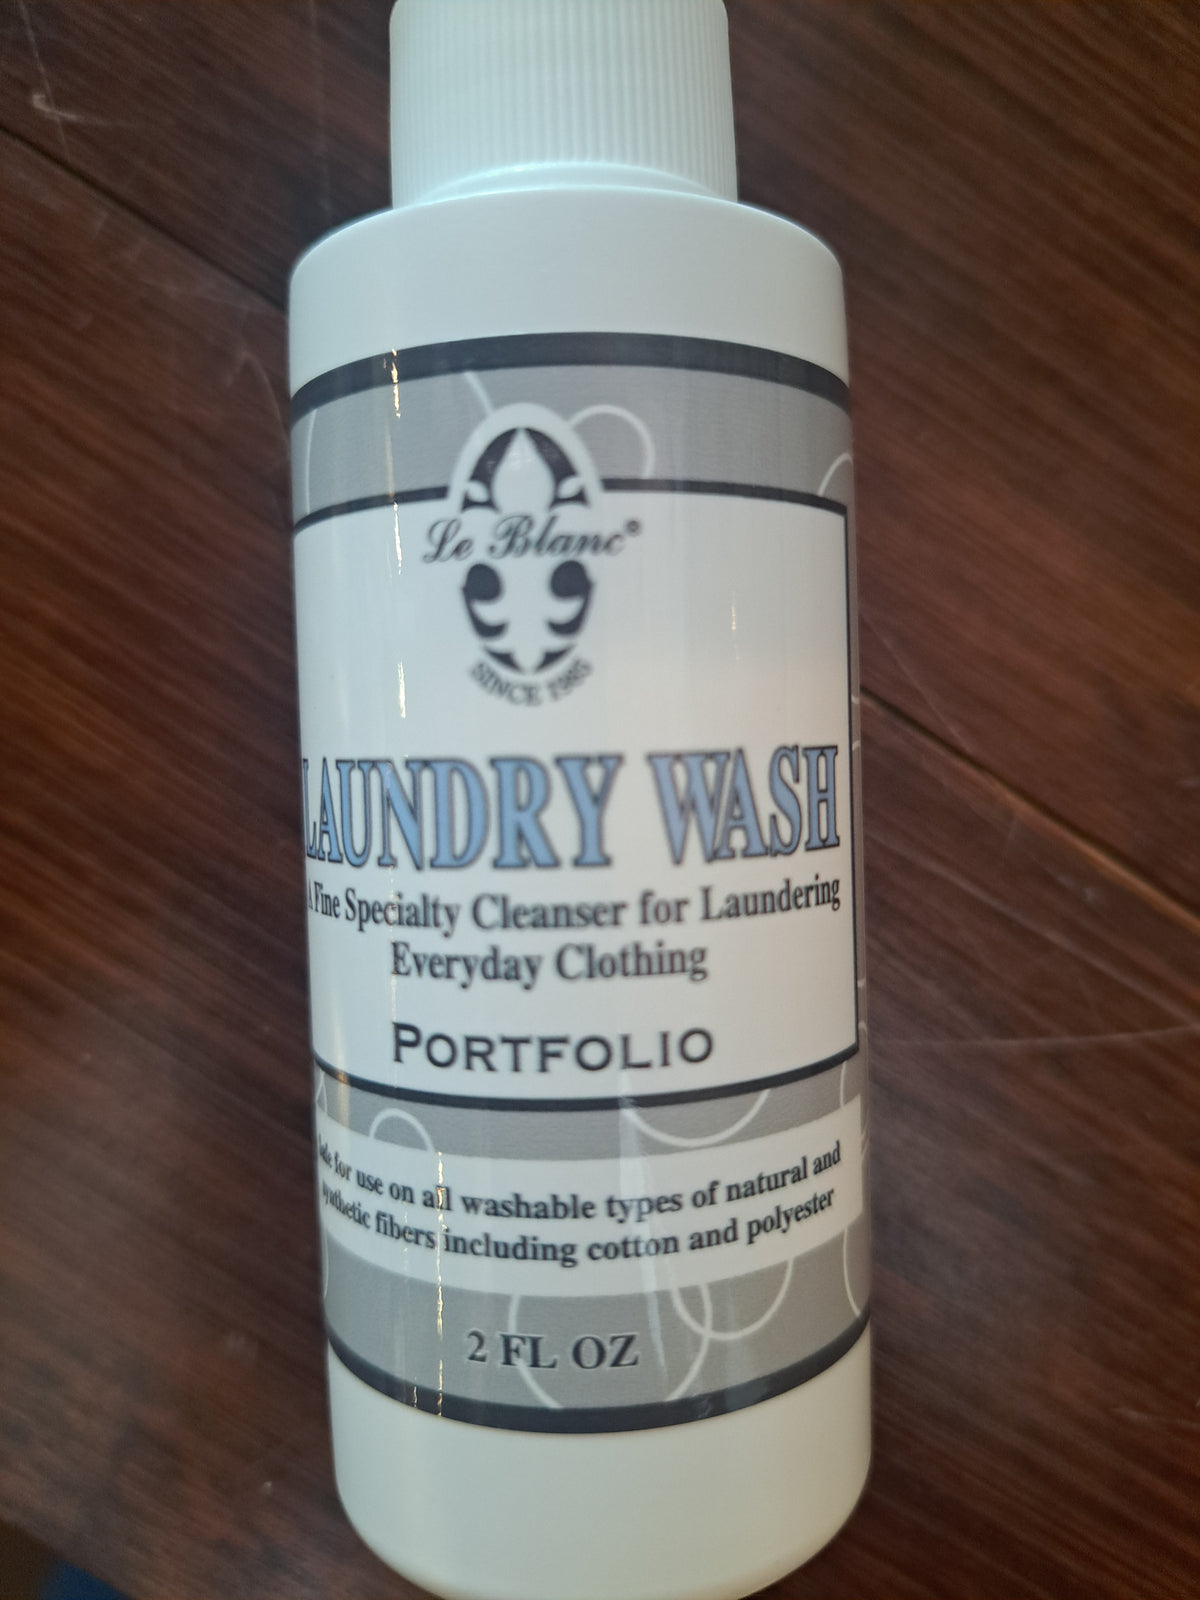 Le Blanc®
SINCE 1985
LAUNDRY WASH
A Fine Specialty Cleanser for Laundering
Everyday Clothing
PORTFOLIO
Safe for use on all washable types of natural and
synthetic fibers including cotton and polyester
2 FL OZ